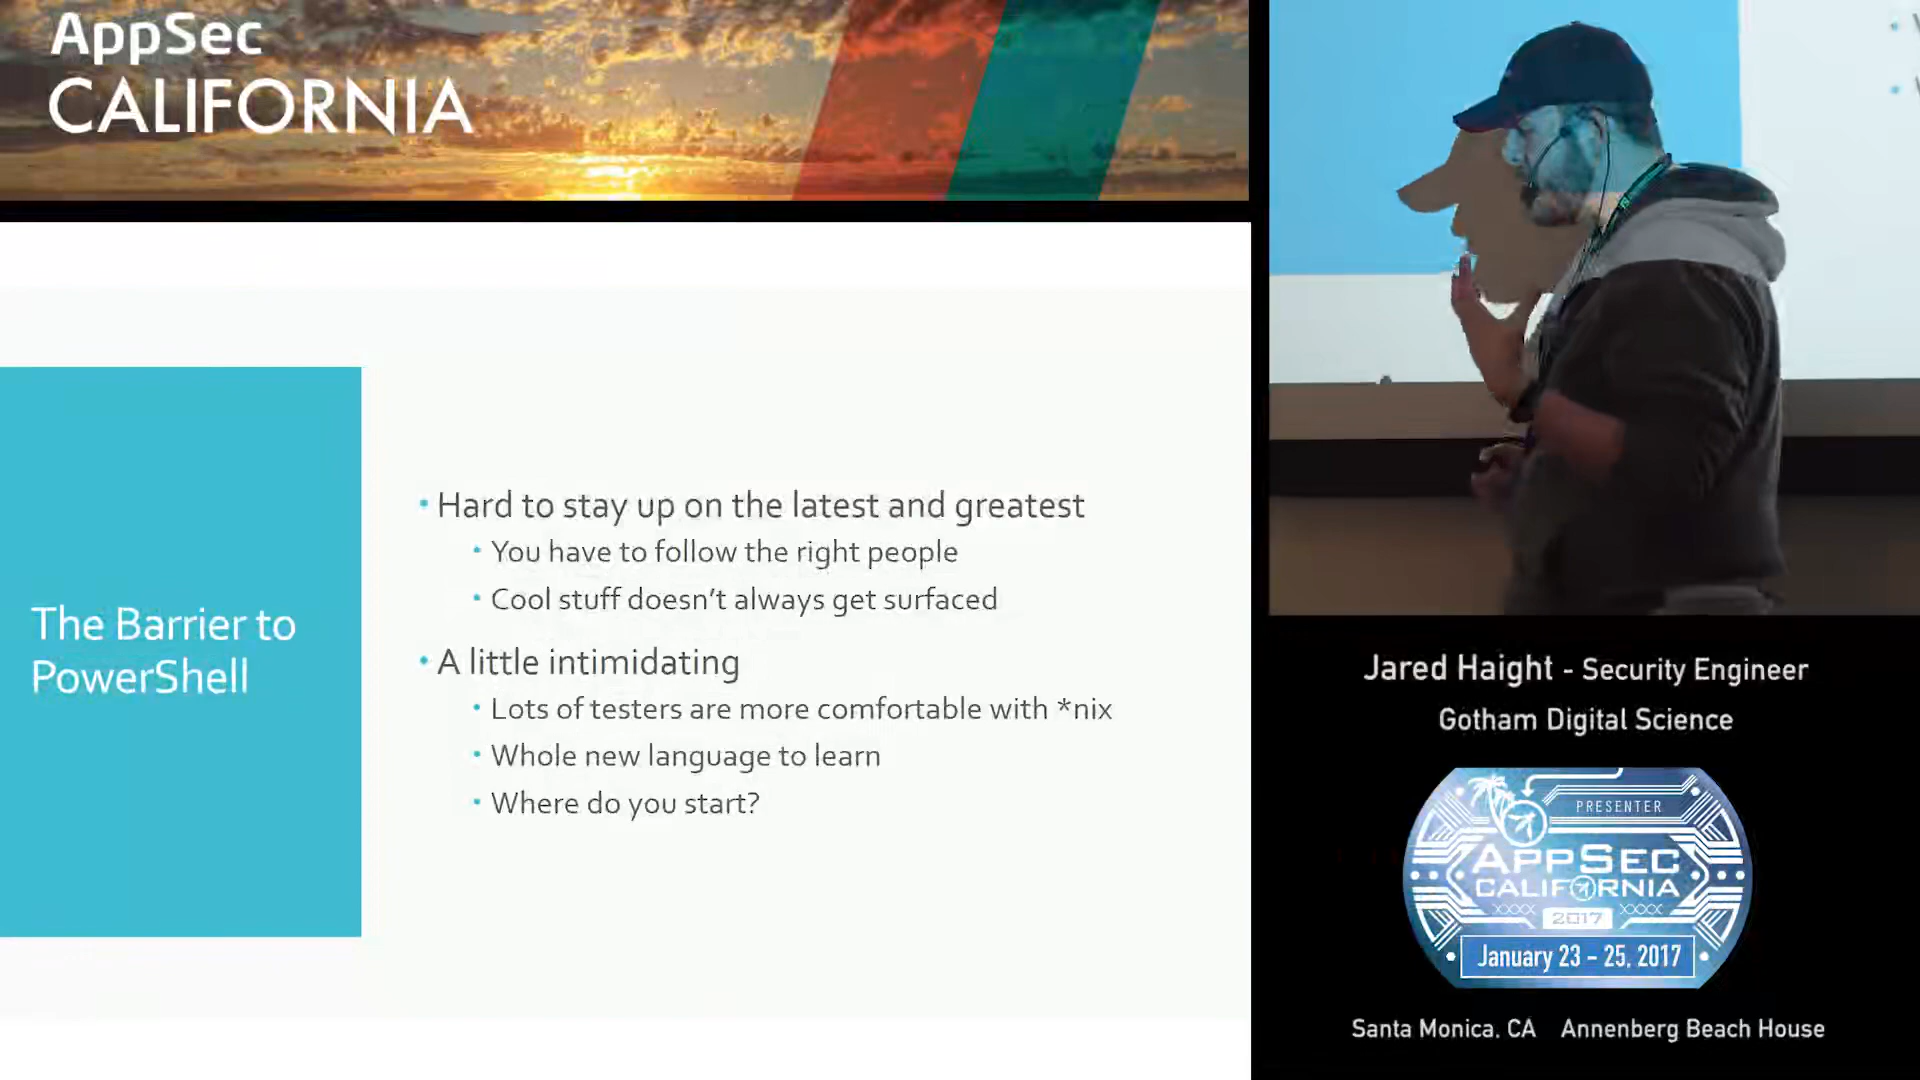 AppSec
CALIFORNIA
The Barrier to
PowerShell
• Hard to stay up on the latest and greatest
• You have to follow the right people
• Cool stuff doesn't always get surfaced
• A little intimidating
• Lots of testers are more comfortable with *nix
• Whole new language to learn
• Where do you start?
Jared Haight - Security Engineer
Gotham Digital Science
PRESENTER
APPSEC
CALIFORNIA
XXXX 2017 XXXX
January 23 - 25, 2017
Santa Monica, CA Annenberg Beach House